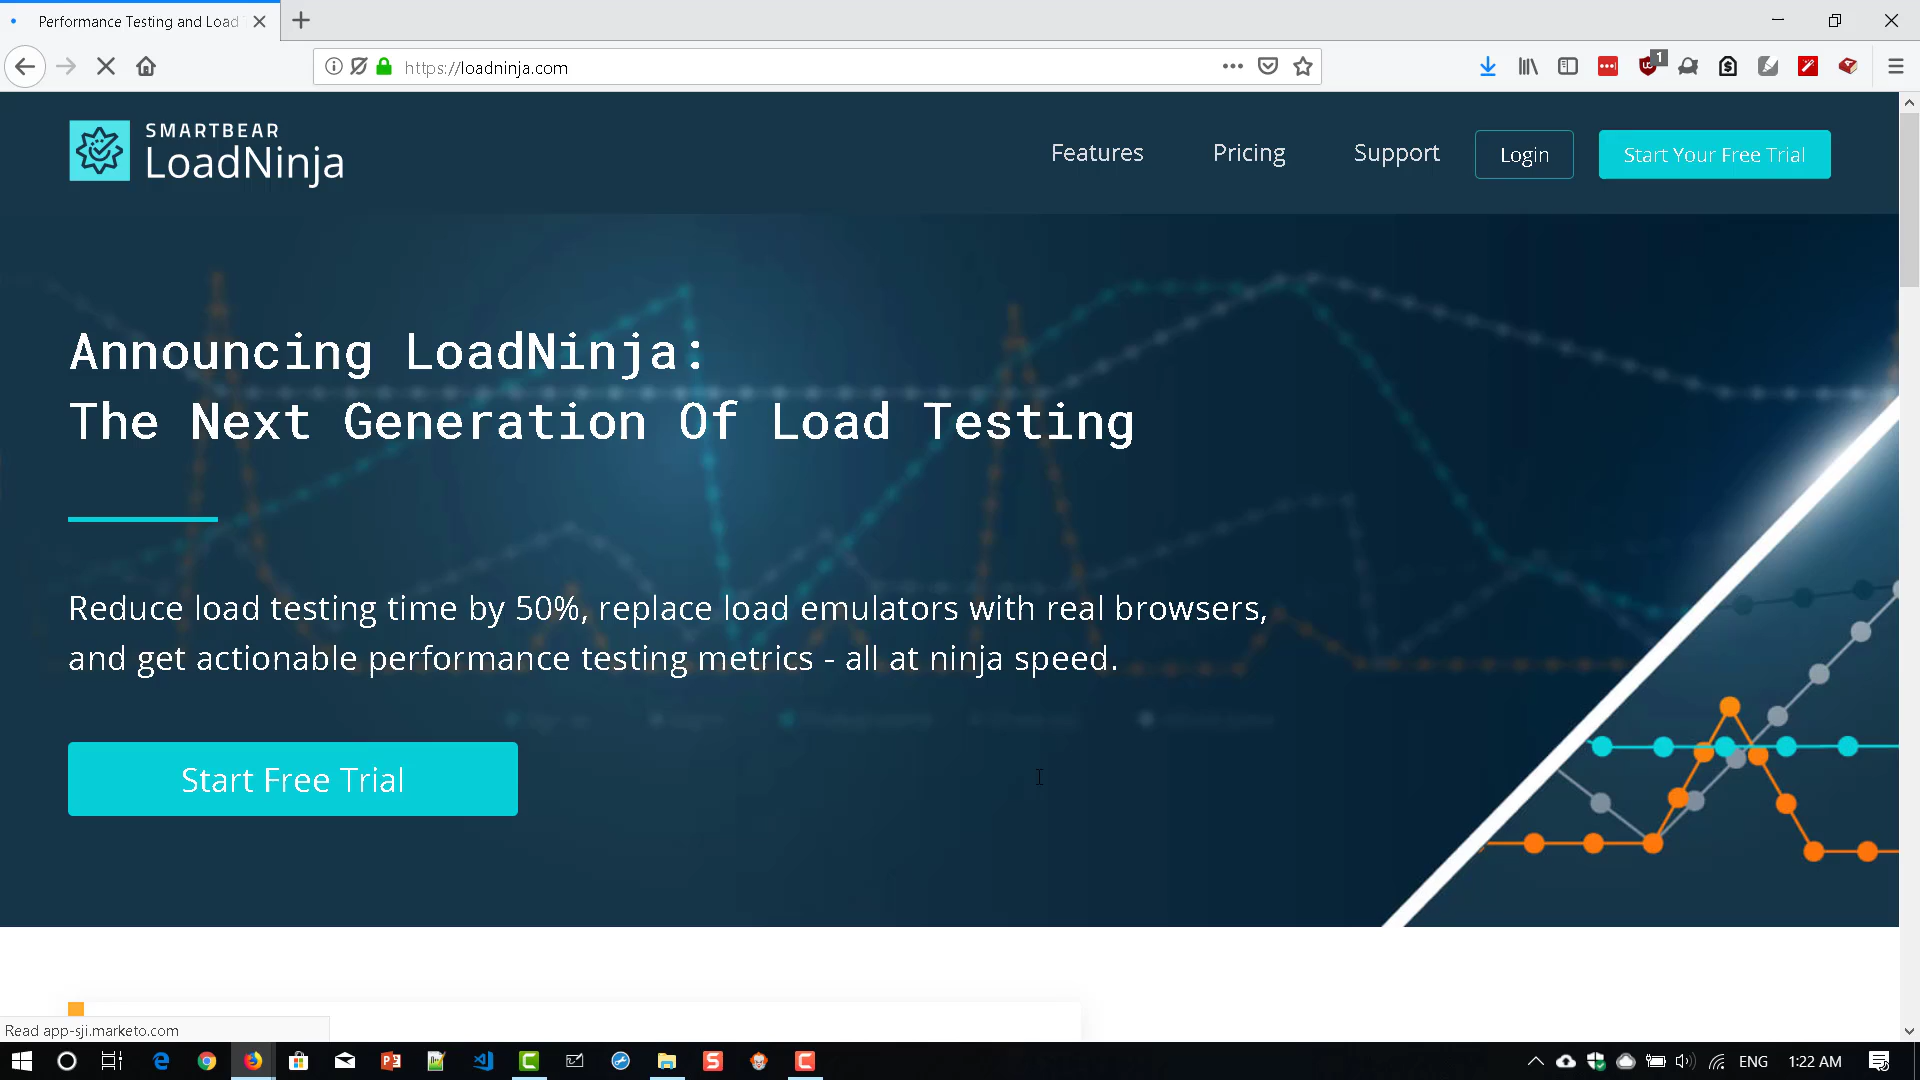 Performance Testing and Load
https://loadninja.com
1
SMARTBEAR
LoadNinja
Features
Pricing
Support
Login
Start Your Free Trial
Announcing LoadNinja:
The Next Generation Of Load Testing
Reduce load testing time by 50%, replace load emulators with real browsers,
and get actionable performance testing metrics - all at ninja speed.
Start Free Trial
Read app-sji.marketo.com
ENG
1:22 AM